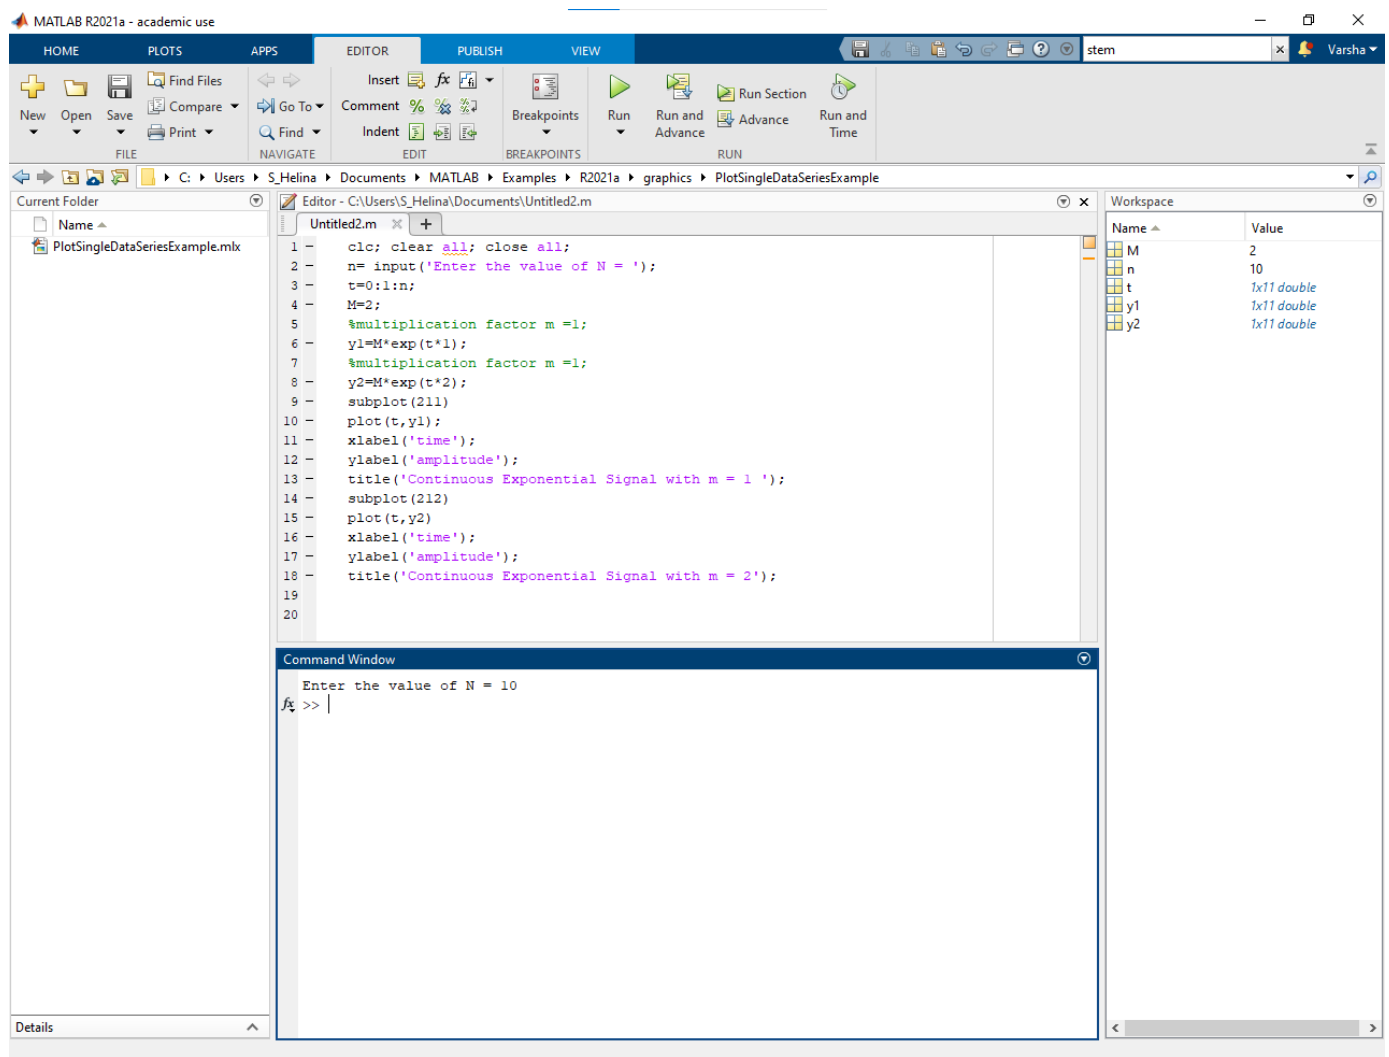 MATLAB R2021a - academic use
HOME PLOTS APPS EDITOR PUBLISH VIEW stem Varsha
New Open Save Find Files Compare Print
FILE
Go To Find
NAVIGATE
Insert fx fi
Comment % %
Indent
EDIT
Breakpoints
BREAKPOINTS
Run Run and Advance Run Section Advance Run and Time
RUN
C: Users S_Helina Documents MATLAB Examples R2021a graphics PlotSingleDataSeriesExample
Current Folder
Name
PlotSingleDataSeriesExample.mlx
Details
Editor - C:\Users\S_Helina\Documents\Untitled2.m
Untitled2.m +
1 – clc; clear all; close all;
2 – n= input('Enter the value of N = ');
3 – t=0:1:n;
4 – M=2;
5 %multiplication factor m =1;
6 – y1=M*exp(t*1);
7 %multiplication factor m =1;
8 – y2=M*exp(t*2);
9 – subplot(211)
10 – plot(t,y1);
11 – xlabel('time');
12 – ylabel('amplitude');
13 – title('Continuous Exponential Signal with m = 1 ');
14 – subplot(212)
15 – plot(t,y2)
16 – xlabel('time');
17 – ylabel('amplitude');
18 – title('Continuous Exponential Signal with m = 2');
19
20
Command Window
Enter the value of N = 10
fx >>
Workspace
Name Value
M 2
n 10
t 1x11 double
y1 1x11 double
y2 1x11 double